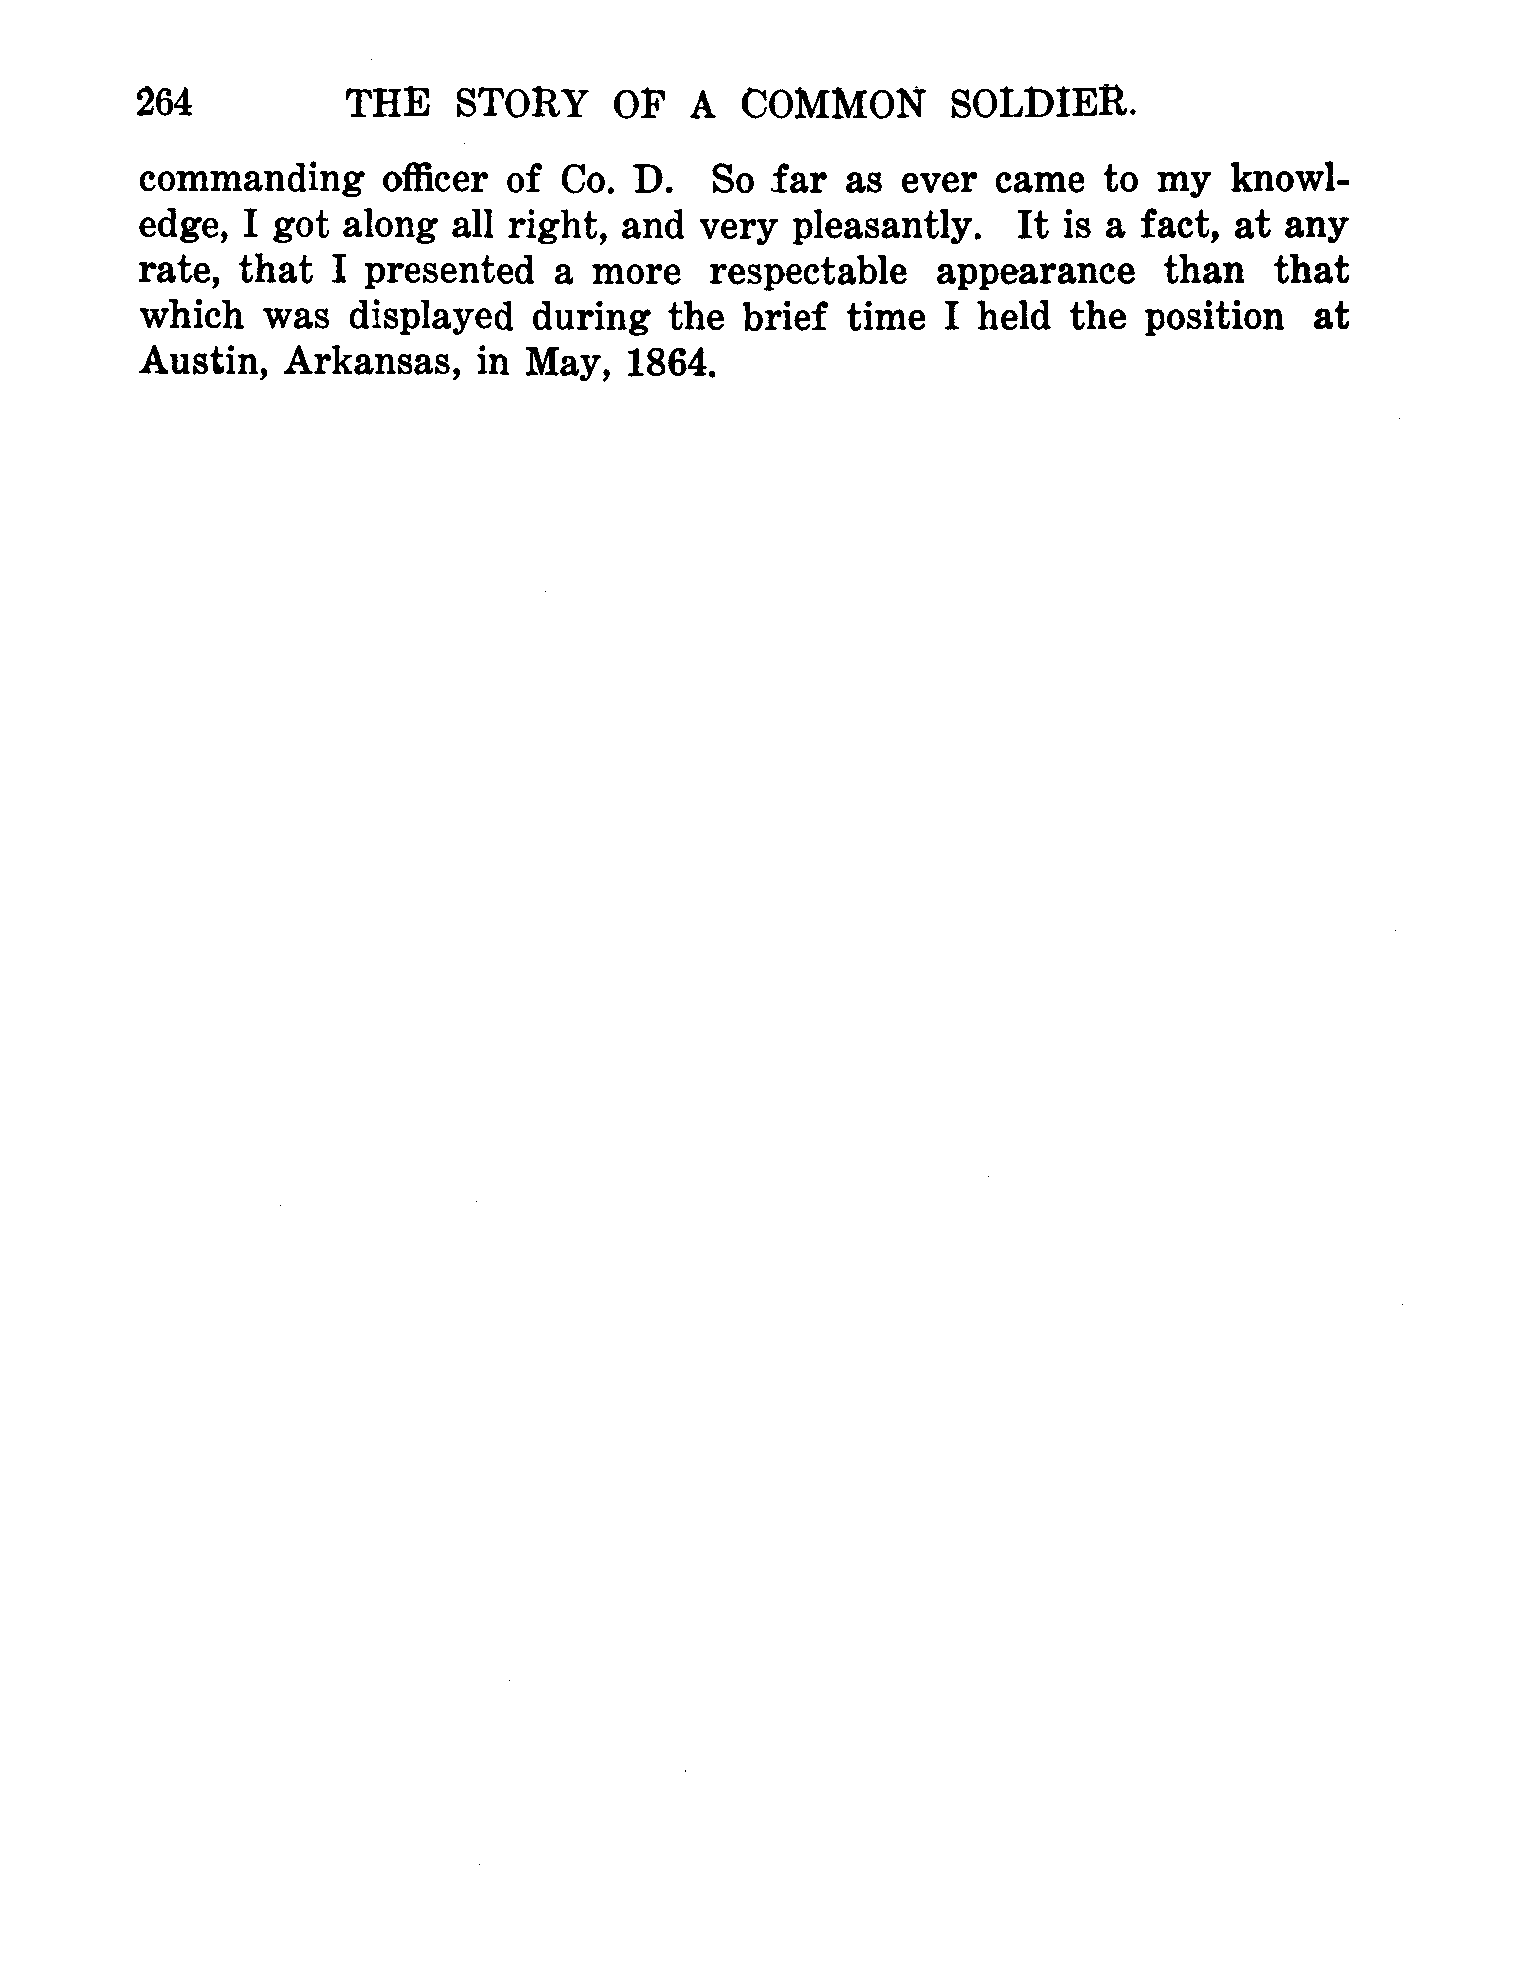 264 THE STORY OF A COMMON SOLDIER.
commanding officer of Co. D. So far as ever came to my knowl-
edge, I got along all right, and very pleasantly. It is a fact, at any
rate, that I presented a more respectable appearance than that
which was displayed during the brief time I held the position at
Austin, Arkansas, in May, 1864.